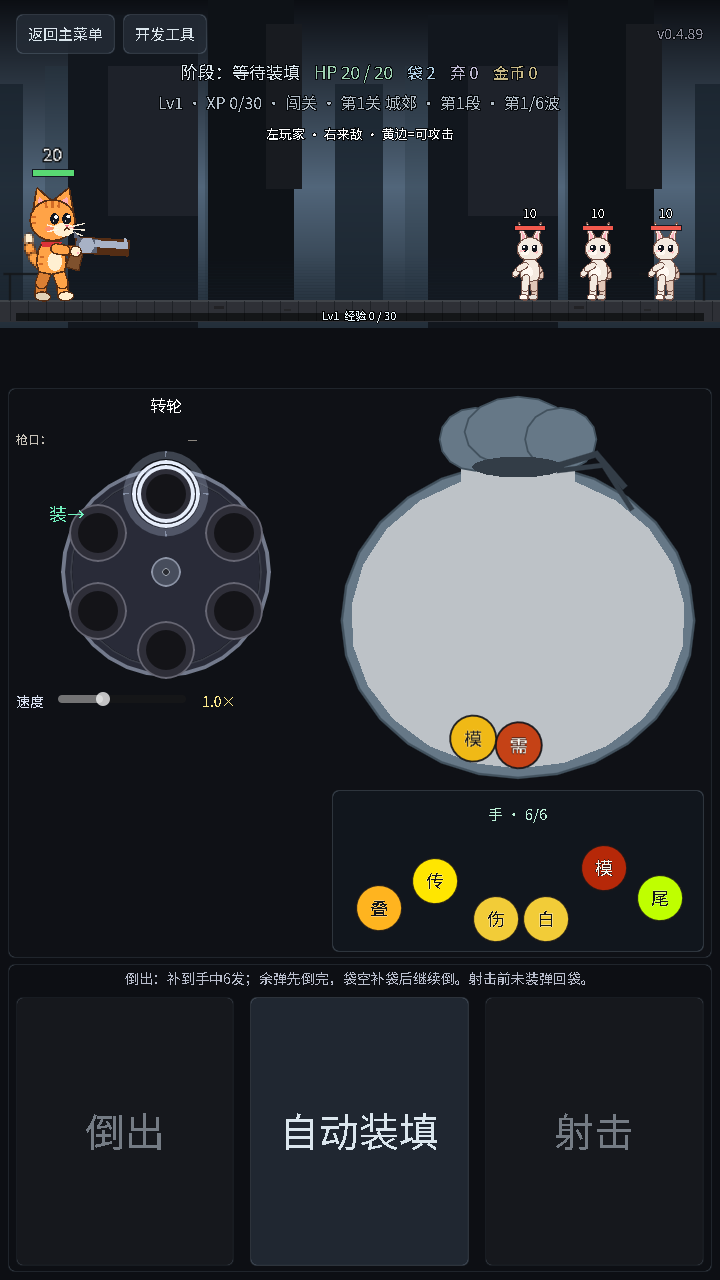 返回主菜单 开发工具 v0.4.89
阶段：等待装填 HP 20 / 20 袋 2 弃 0 金币 0
Lv1 · XP 0/30 · 闯关 · 第1关 城郊 · 第1段 · 第1/6波
左玩家 · 右来敌 · 黄边=可攻击
20
10 10 10
Lv1 经验 0 / 30
转轮
枪口： —
装→
速度 1.0×
模 需
手 · 6/6
叠 传 伤 白 模 尾
倒出：补到手中6发；余弹先倒完，袋空补袋后继续倒。射击前未装弹回袋。
倒出 自动装填 射击